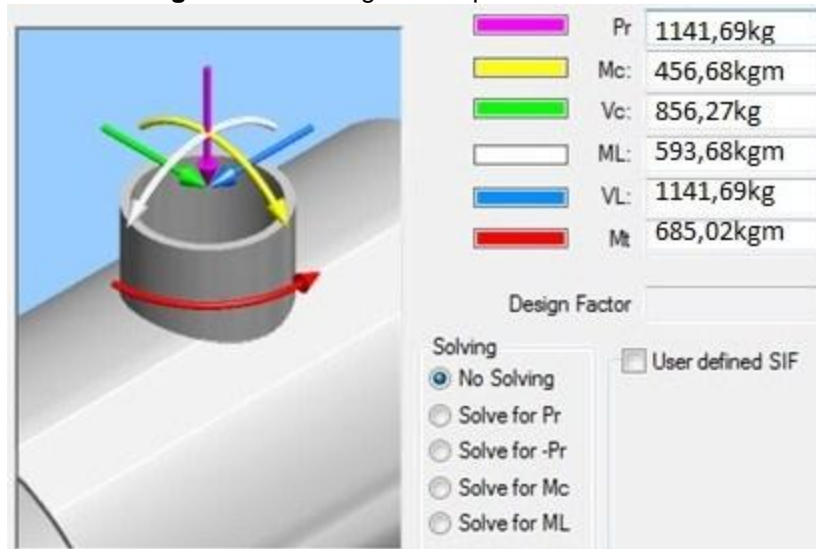 Pr 1141,69kg
Mc: 456,68kgm
Vc: 856,27kg
ML: 593,68kgm
VL: 1141,69kg
Mt 685,02kgm
Design Factor
Solving
No Solving
Solve for Pr
Solve for -Pr
Solve for Mc
Solve for ML
User defined SIF